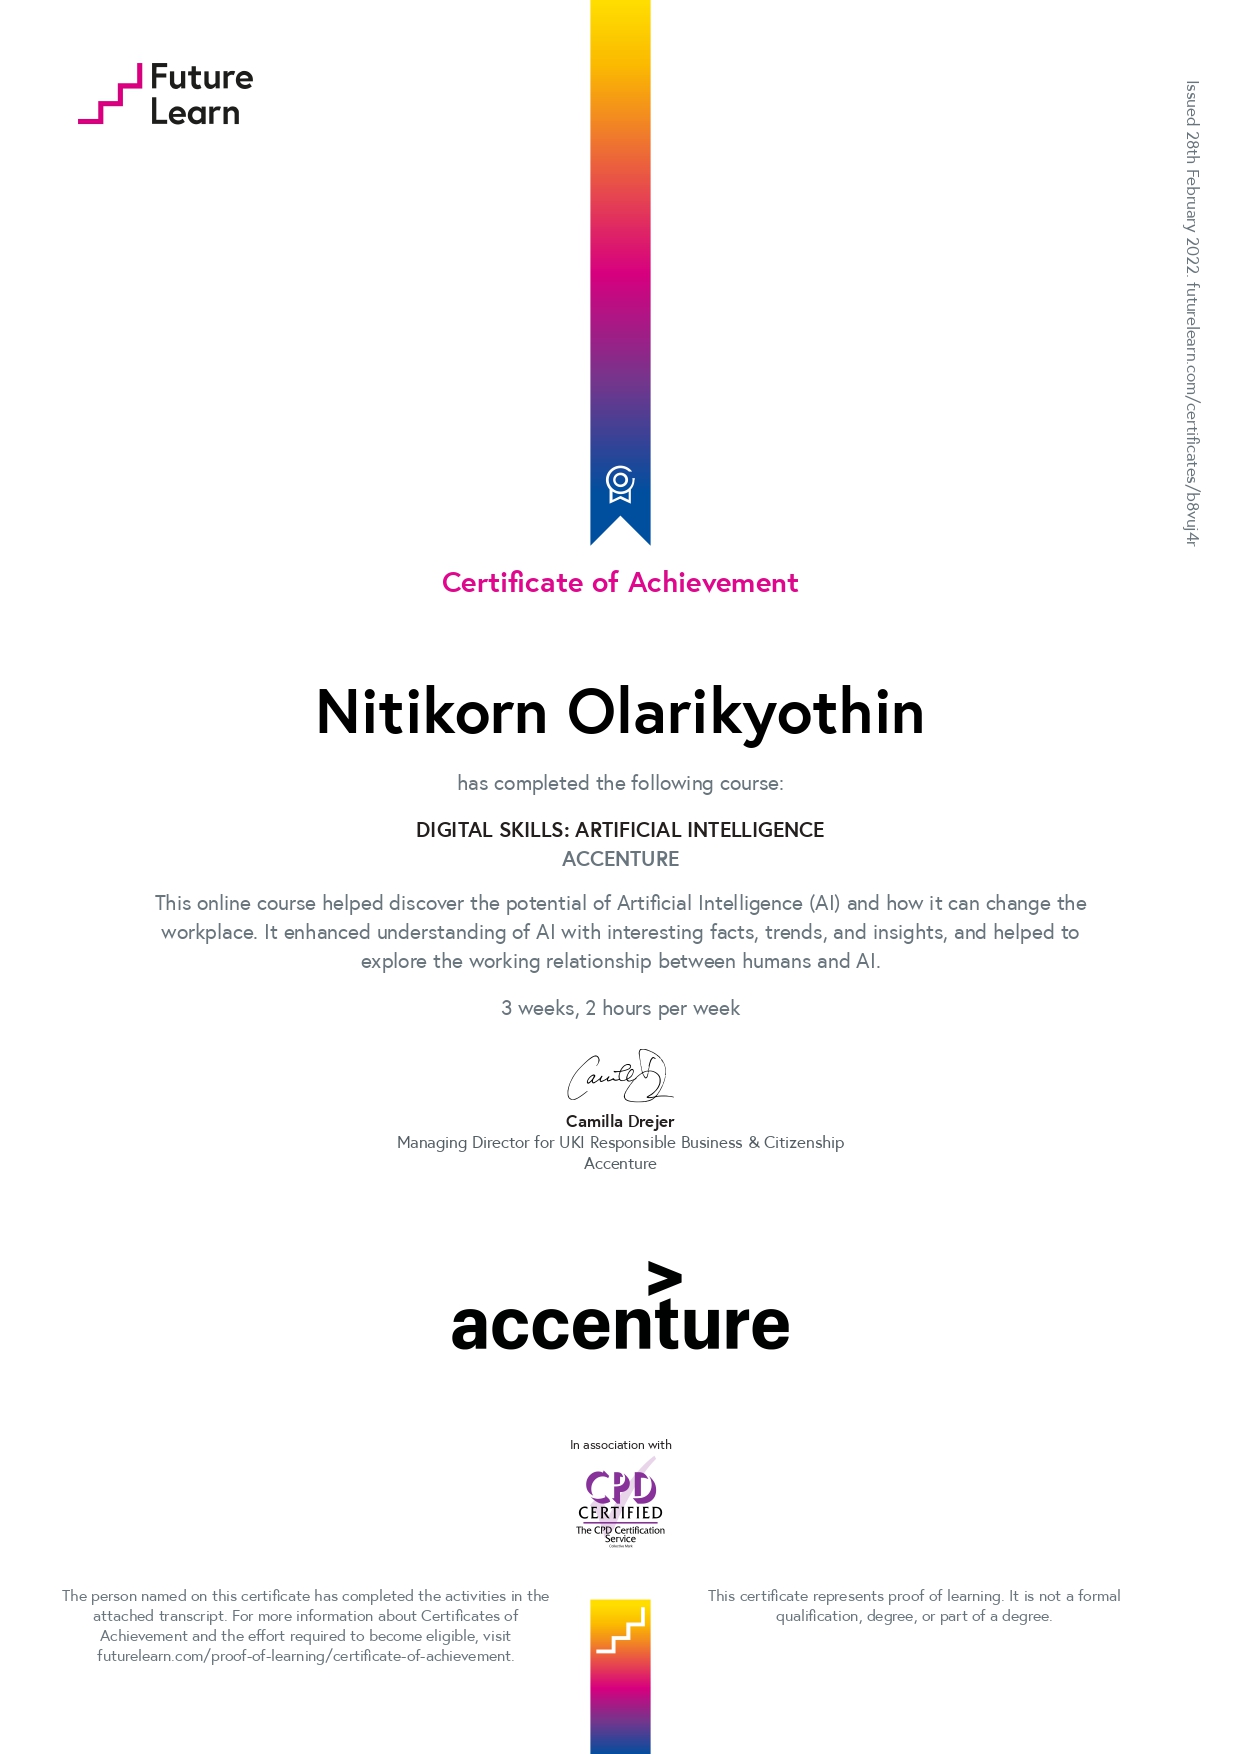 Future
Learn
Issued 28th February 2022. futurelearn.com/certificates/b8vuj4r
Certificate of Achievement
Nitikorn Olarikyothin
has completed the following course:
DIGITAL SKILLS: ARTIFICIAL INTELLIGENCE
ACCENTURE
This online course helped discover the potential of Artificial Intelligence (AI) and how it can change the
workplace. It enhanced understanding of AI with interesting facts, trends, and insights, and helped to
explore the working relationship between humans and AI.
3 weeks, 2 hours per week
Camilla Drejer
Managing Director for UKI Responsible Business & Citizenship
Accenture
accenture
In association with
CPD
CERTIFIED
The CPD Certification
Service
Collective Mark
The person named on this certificate has completed the activities in the
attached transcript. For more information about Certificates of
Achievement and the effort required to become eligible, visit
futurelearn.com/proof-of-learning/certificate-of-achievement.
This certificate represents proof of learning. It is not a formal
qualification, degree, or part of a degree.